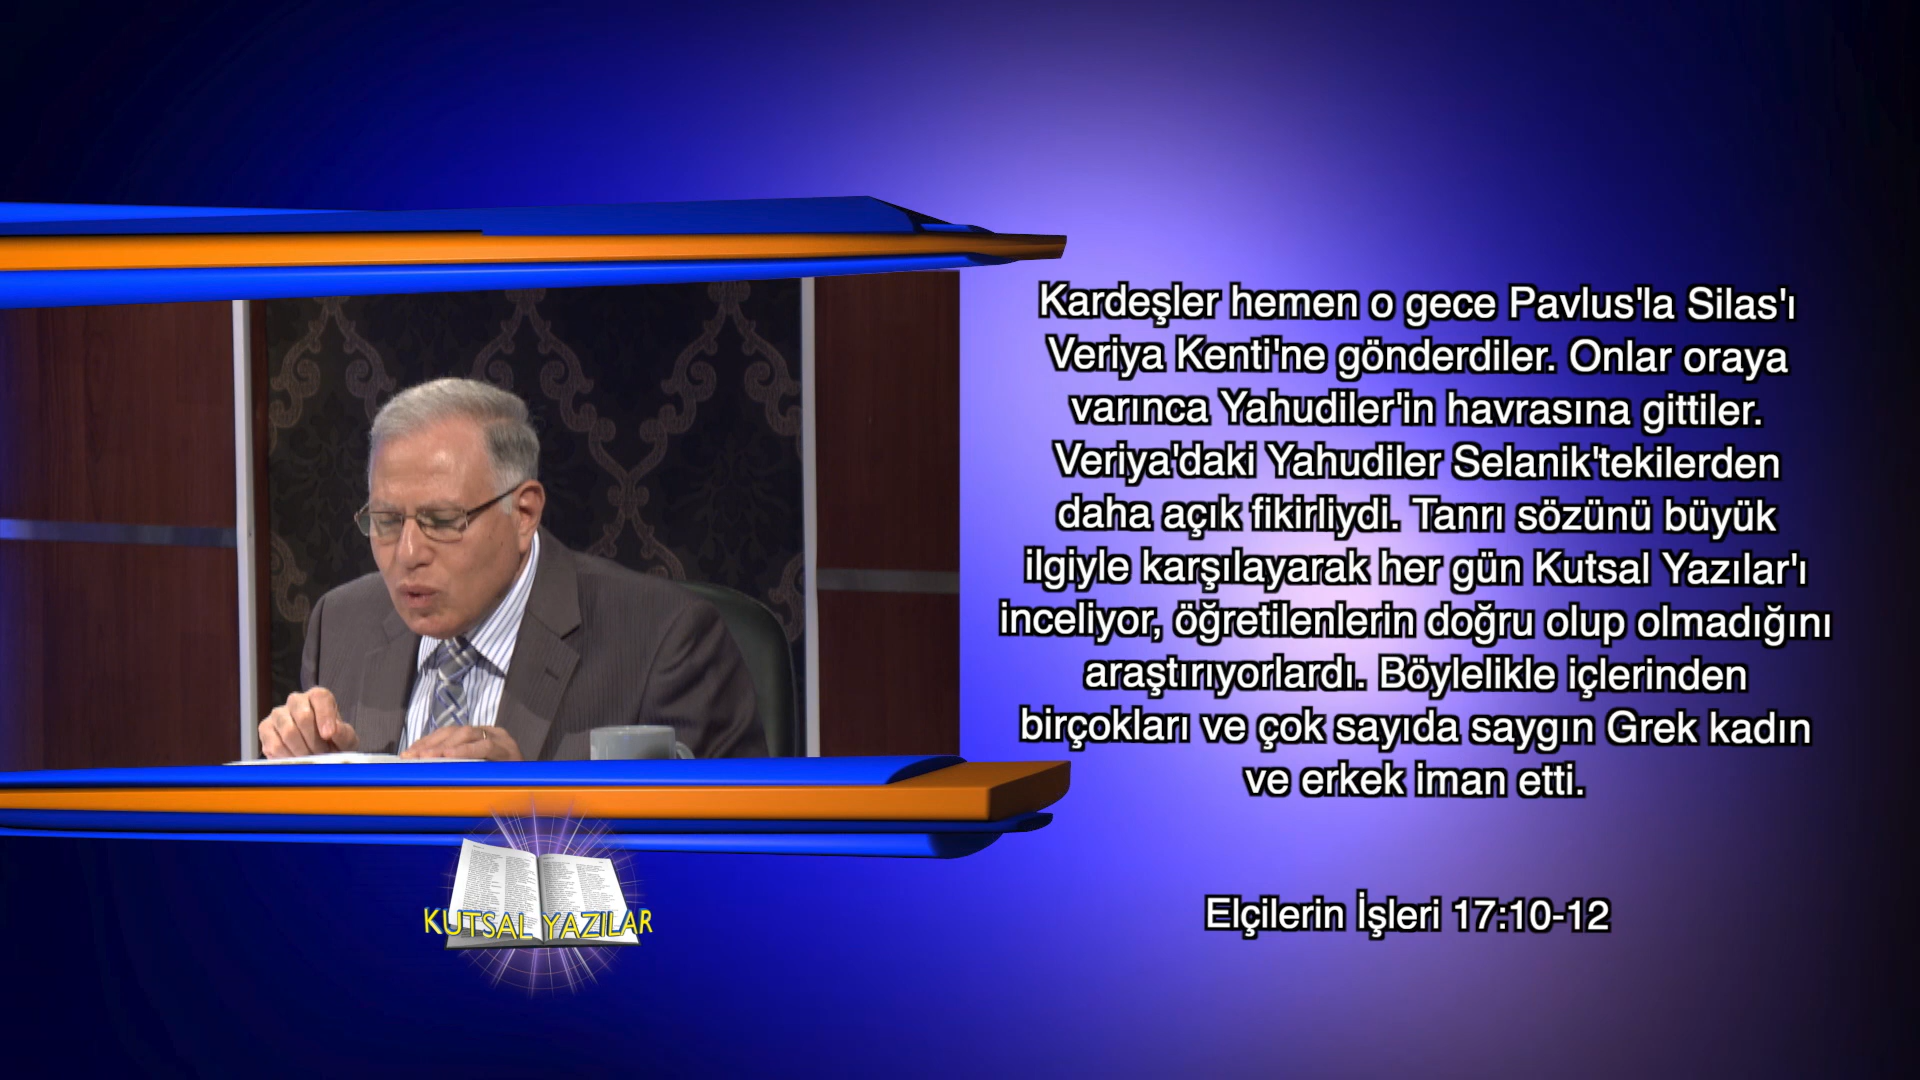 Kardeşler hemen o gece Pavlus'la Silas'ı
Veriya Kenti'ne gönderdiler. Onlar oraya
varınca Yahudiler'in havrasına gittiler.
Veriya'daki Yahudiler Selanik'tekilerden
daha açık fikirliydi. Tanrı sözünü büyük
ilgiyle karşılayarak her gün Kutsal Yazılar'ı
inceliyor, öğretilenlerin doğru olup olmadığını
araştırıyorlardı. Böylelikle içlerinden
birçokları ve çok sayıda saygın Grek kadın
ve erkek iman etti.
Elçilerin İşleri 17:10-12
KUTSAL YAZILAR